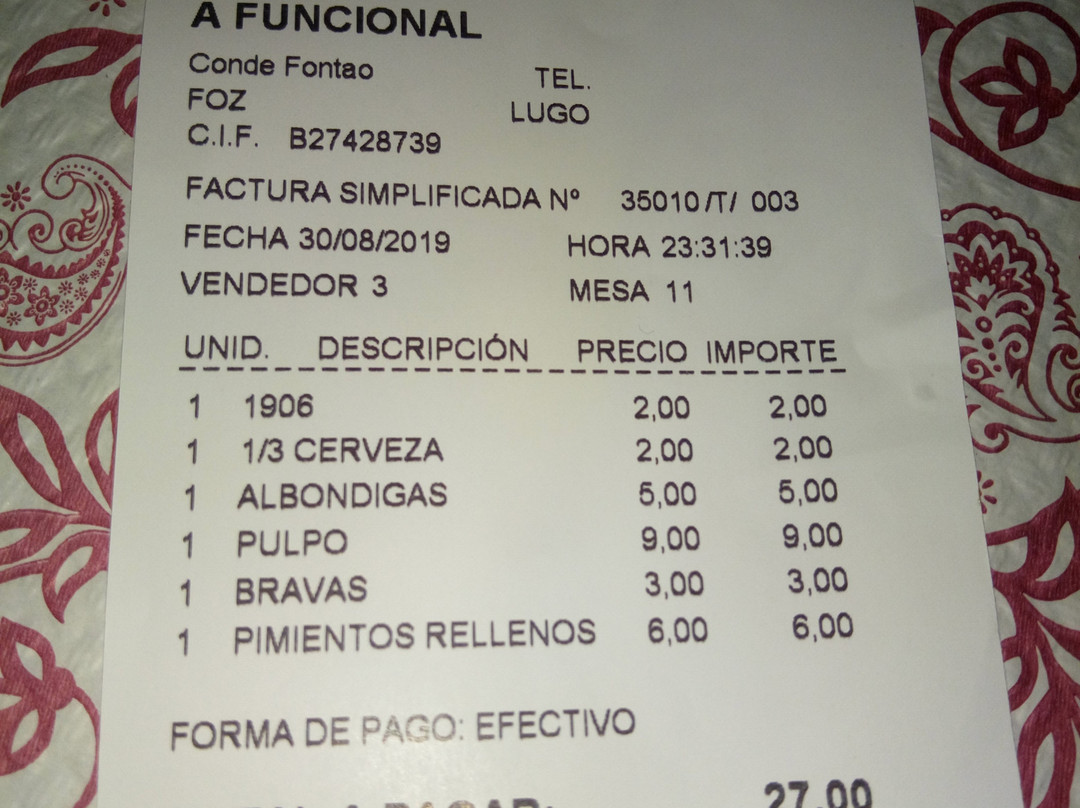 A FUNCIONAL
Conde Fontao TEL.
FOZ LUGO
C.I.F. B27428739
FACTURA SIMPLIFICADA Nº 35010/T/ 003
FECHA 30/08/2019 HORA 23:31:39
VENDEDOR 3 MESA 11
UNID. DESCRIPCIÓN PRECIO IMPORTE
1 1906 2,00 2,00
1 1/3 CERVEZA 2,00 2,00
1 ALBONDIGAS 5,00 5,00
1 PULPO 9,00 9,00
1 BRAVAS 3,00 3,00
1 PIMIENTOS RELLENOS 6,00 6,00
FORMA DE PAGO: EFECTIVO
A PAGAR: 27,00